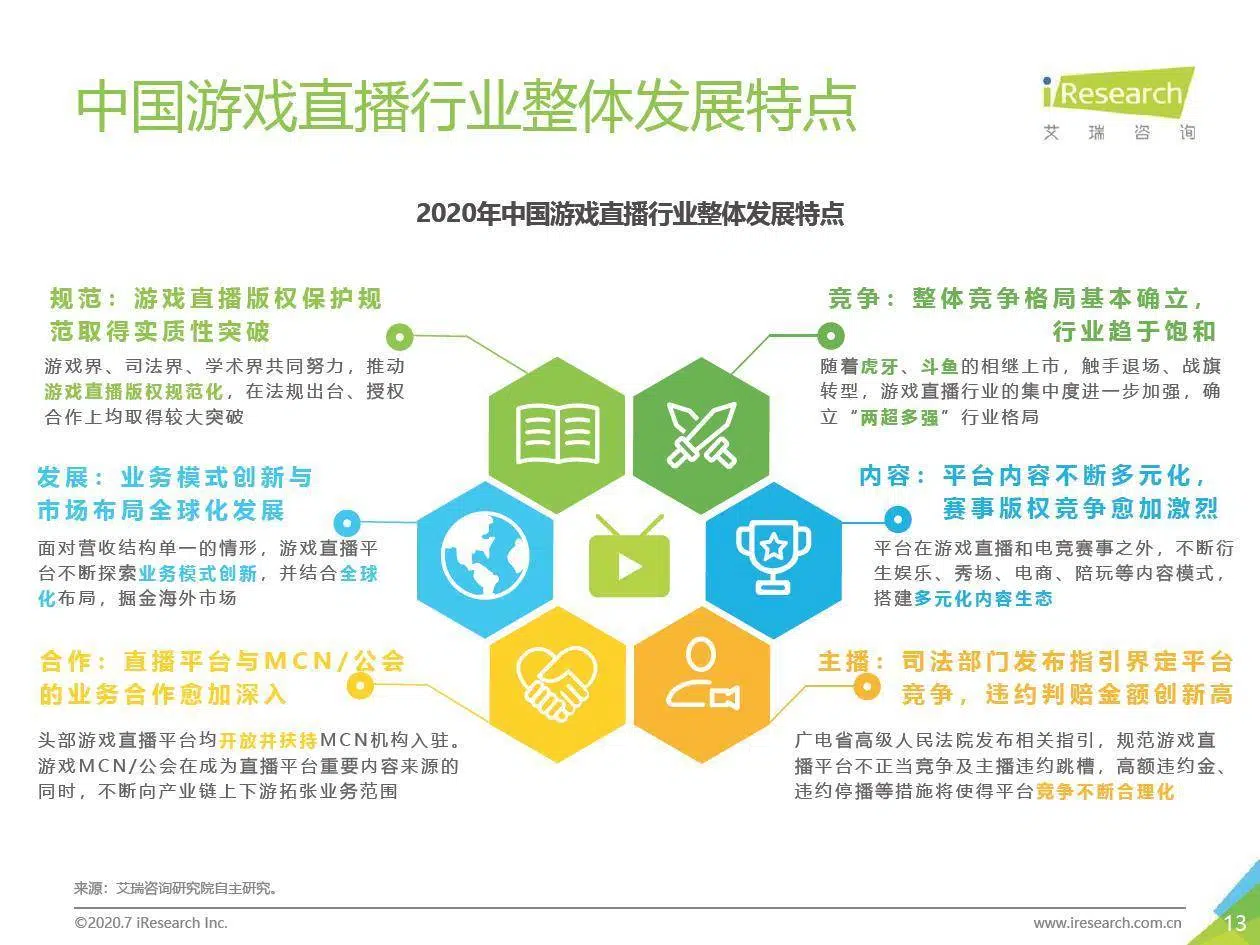 中国游戏直播行业整体发展特点
iResearch
艾瑞咨询
2020年中国游戏直播行业整体发展特点
规范：游戏直播版权保护规
范取得实质性突破
游戏界、司法界、学术界共同努力，推动
游戏直播版权规范化，在法规出台、授权
合作上均取得较大突破
竞争：整体竞争格局基本确立，
行业趋于饱和
随着虎牙、斗鱼的相继上市，触手退场、战旗
转型，游戏直播行业的集中度进一步加强，确
立“两超多强”行业格局
发展：业务模式创新与
市场布局全球化发展
面对营收结构单一的情形，游戏直播平
台不断探索业务模式创新，并结合全球
化布局，掘金海外市场
内容：平台内容不断多元化，
赛事版权竞争愈加激烈
平台在游戏直播和电竞赛事之外，不断衍
生娱乐、秀场、电商、陪玩等内容模式，
搭建多元化内容生态
合作：直播平台与MCN/公会
的业务合作愈加深入
头部游戏直播平台均开放并扶持MCN机构入驻。
游戏MCN/公会在成为直播平台重要内容来源的
同时，不断向产业链上下游拓张业务范围
主播：司法部门发布指引界定平台
竞争，违约判赔金额创新高
广电省高级人民法院发布相关指引，规范游戏直
播平台不正当竞争及主播违约跳槽，高额违约金、
违约停播等措施将使得平台竞争不断合理化
来源：艾瑞咨询研究院自主研究。
©2020.7 iResearch Inc.
www.iresearch.com.cn
13